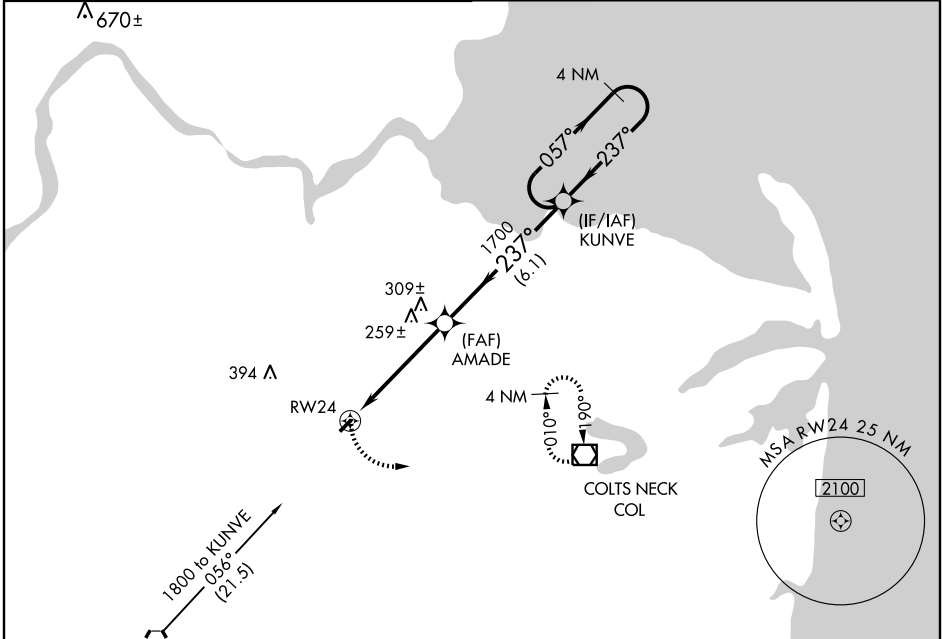 670±
4 NM
057°
237°
(IF/IAF)
KUNVE
1700
237°
(6.1)
309±
259±
(FAF)
AMADE
394
RW24
4 NM
010°
190°
COLTS NECK
COL
MSA RW24 25 NM
2100
1800 to KUNVE
056°
(21.5)